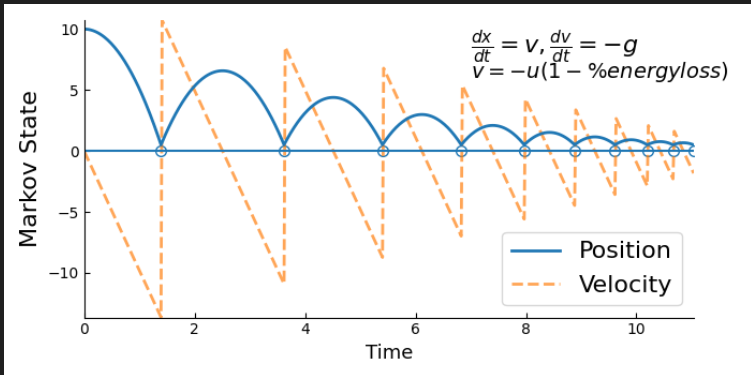 10
5
0
−5
−10
Markov State
dx/dt = v, dv/dt = −g
v = −u(1 − %energyloss)
Position
Velocity
0
2
4
6
8
10
Time